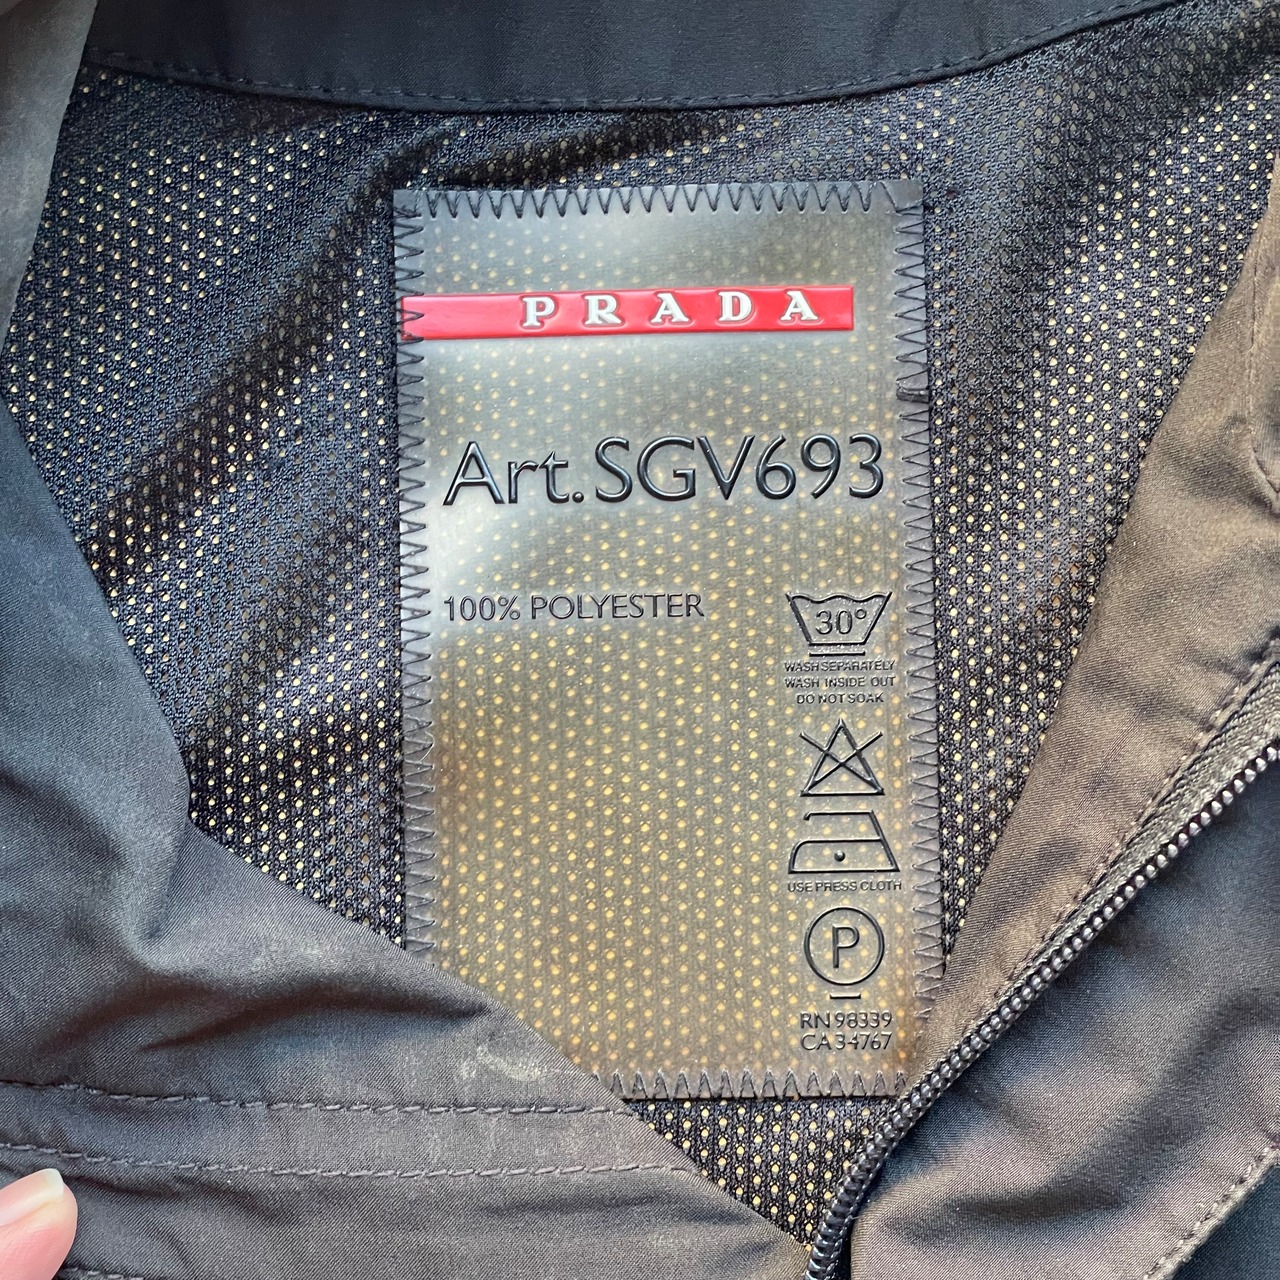 PRADA
Art. SGV693
100% POLYESTER
30°
WASH SEPARATELY
WASH INSIDE OUT
DO NOT SOAK
USE PRESS CLOTH
P
RN 98339
CA 34767